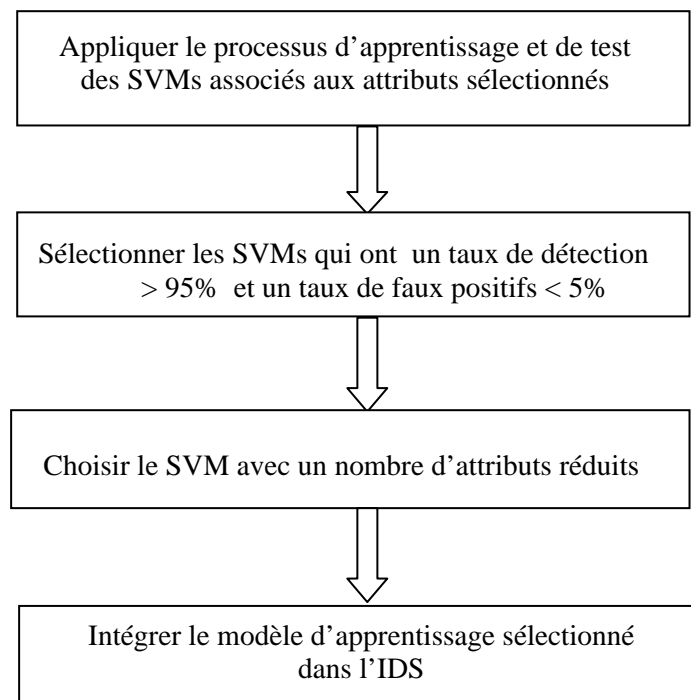 Appliquer le processus d’apprentissage et de test
des SVMs associés aux attributs sélectionnés
Sélectionner les SVMs qui ont un taux de détection
> 95% et un taux de faux positifs < 5%
Choisir le SVM avec un nombre d’attributs réduits
Intégrer le modèle d’apprentissage sélectionné
dans l’IDS